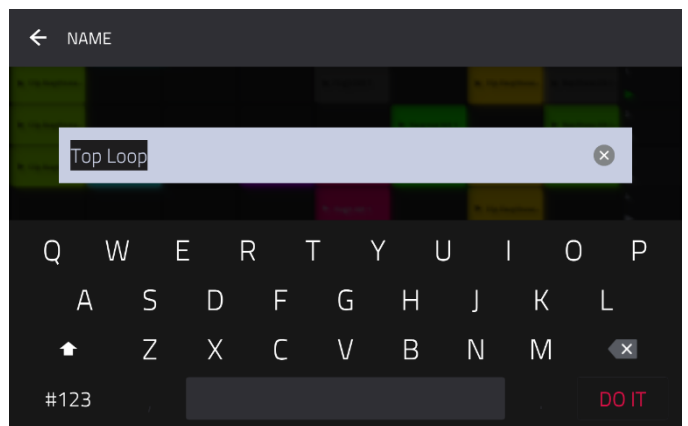 NAME
Top Loop
Q W E R T Y U I O P
A S D F G H J K L
Z X C V B N M
#123 , . DO IT